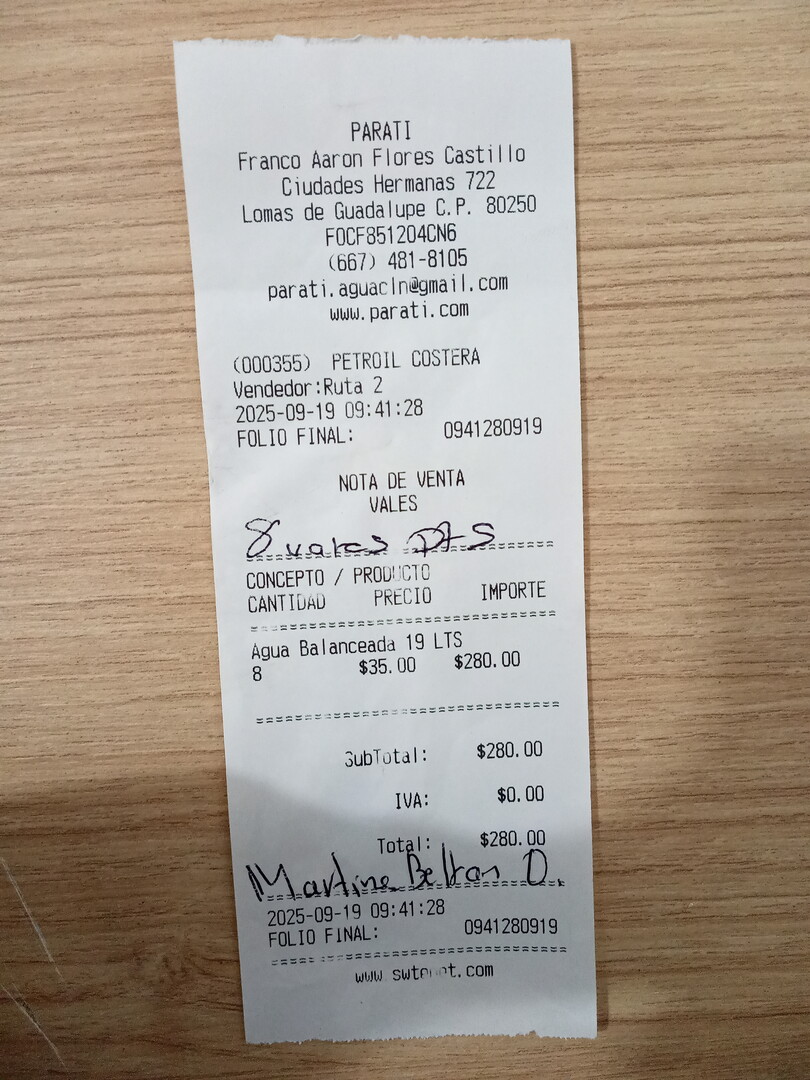 PARATI
Franco Aaron Flores Castillo
Ciudades Hermanas 722
Lomas de Guadalupe C.P. 80250
FOCF851204CN6
(667) 481-8105
parati.aguacln@gmail.com
www.parati.com
(000355) PETROIL COSTERA
Vendedor:Ruta 2
2025-09-19 09:41:28
FOLIO FINAL: 0941280919
NOTA DE VENTA
VALES
8 vales
CONCEPTO / PRODUCTO
CANTIDAD PRECIO IMPORTE
Agua Balanceada 19 LTS
8 $35.00 $280.00
SubTotal: $280.00
IVA: $0.00
Total: $280.00
Martina Beltran D.
2025-09-19 09:41:28
FOLIO FINAL: 0941280919